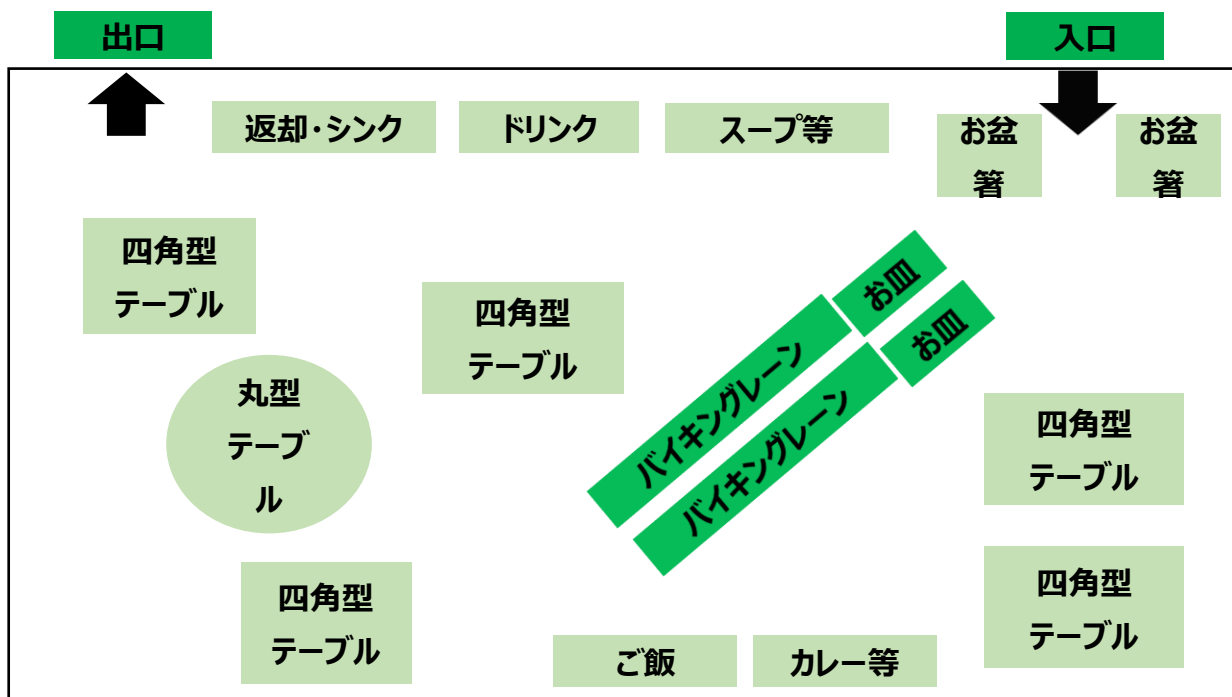 出口
入口
返却・シンク
ドリンク
スープ等
お盆
箸
お盆
箸
四角型
テーブル
四角型
テーブル
お皿
お皿
バイキングレーン
バイキングレーン
丸型
テーブ
ル
四角型
テーブル
四角型
テーブル
四角型
テーブル
ご飯
カレー等